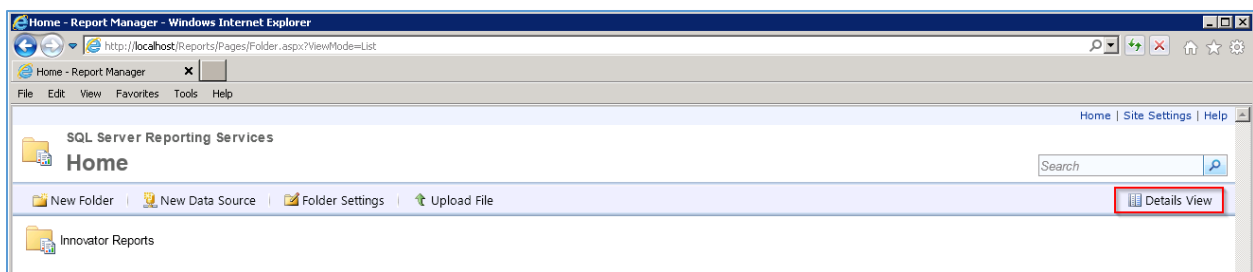 Home - Report Manager - Windows Internet Explorer
http://localhost/Reports/Pages/Folder.aspx?ViewMode=List
Home - Report Manager
File Edit View Favorites Tools Help
Home | Site Settings | Help
SQL Server Reporting Services
Home
Search
New Folder | New Data Source | Folder Settings | Upload File Details View
Innovator Reports